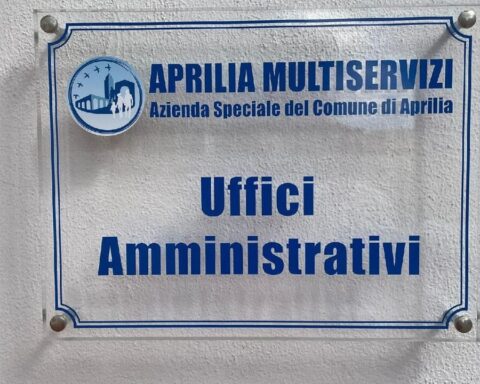 APRILIA MULTISERVIZI
Azienda Speciale del Comune di Aprilia
Uffici
Amministrativi